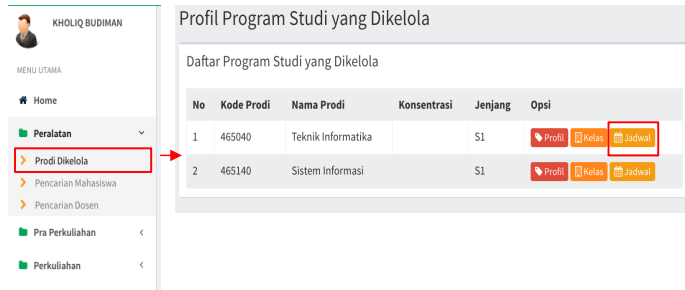 KHOLIQ BUDIMAN
MENU UTAMA
Home
Peralatan
Prodi Dikelola
Pencarian Mahasiswa
Pencarian Dosen
Pra Perkuliahan
Perkuliahan
Profil Program Studi yang Dikelola
Daftar Program Studi yang Dikelola
No Kode Prodi Nama Prodi Konsentrasi Jenjang Opsi
1 465040 Teknik Informatika S1 Profil Kelas Jadwal
2 465140 Sistem Informasi S1 Profil Kelas Jadwal